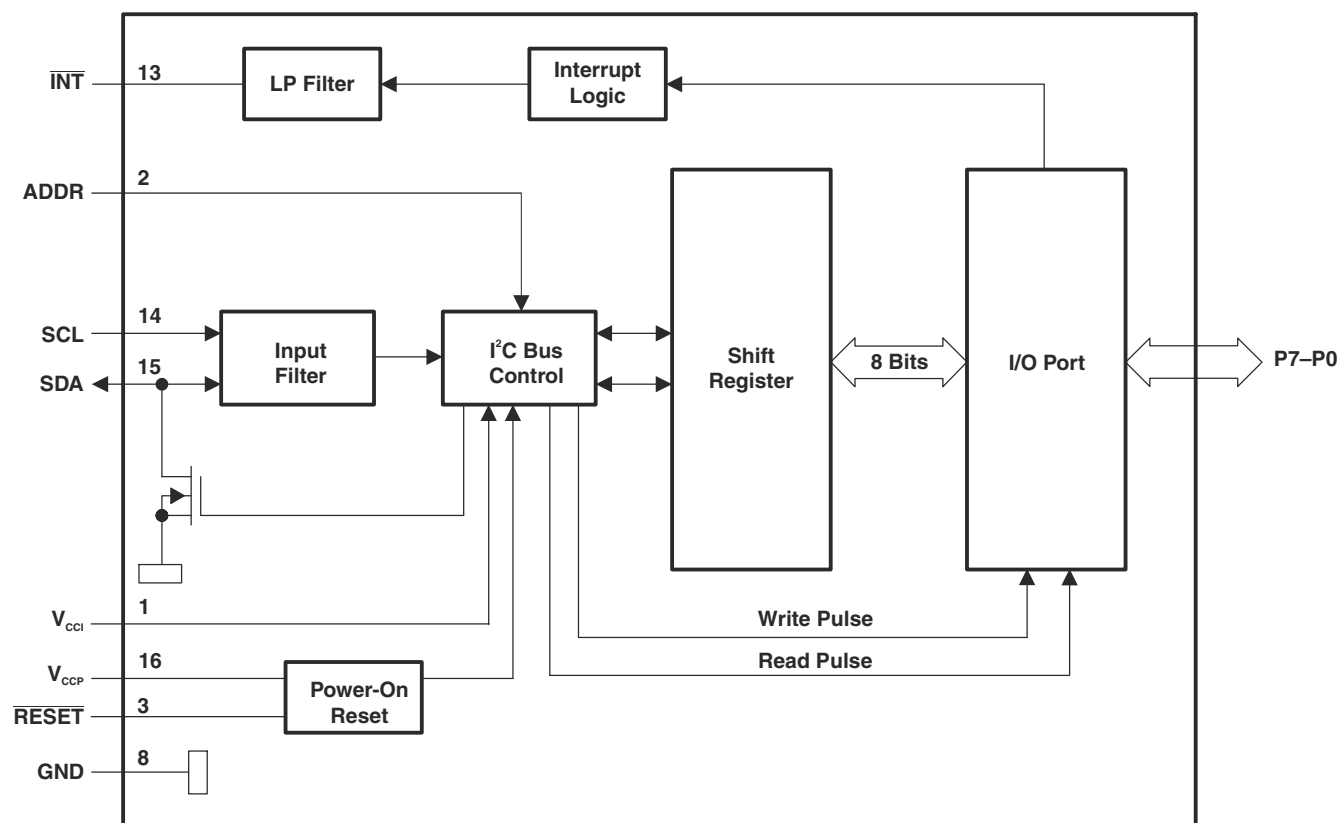 INT
13
LP Filter
Interrupt
Logic
ADDR
2
SCL
14
SDA
15
Input
Filter
I²C Bus
Control
Shift
Register
8 Bits
I/O Port
P7–P0
V_CCI
1
Write Pulse
V_CCP
16
Read Pulse
RESET
3
Power-On
Reset
GND
8